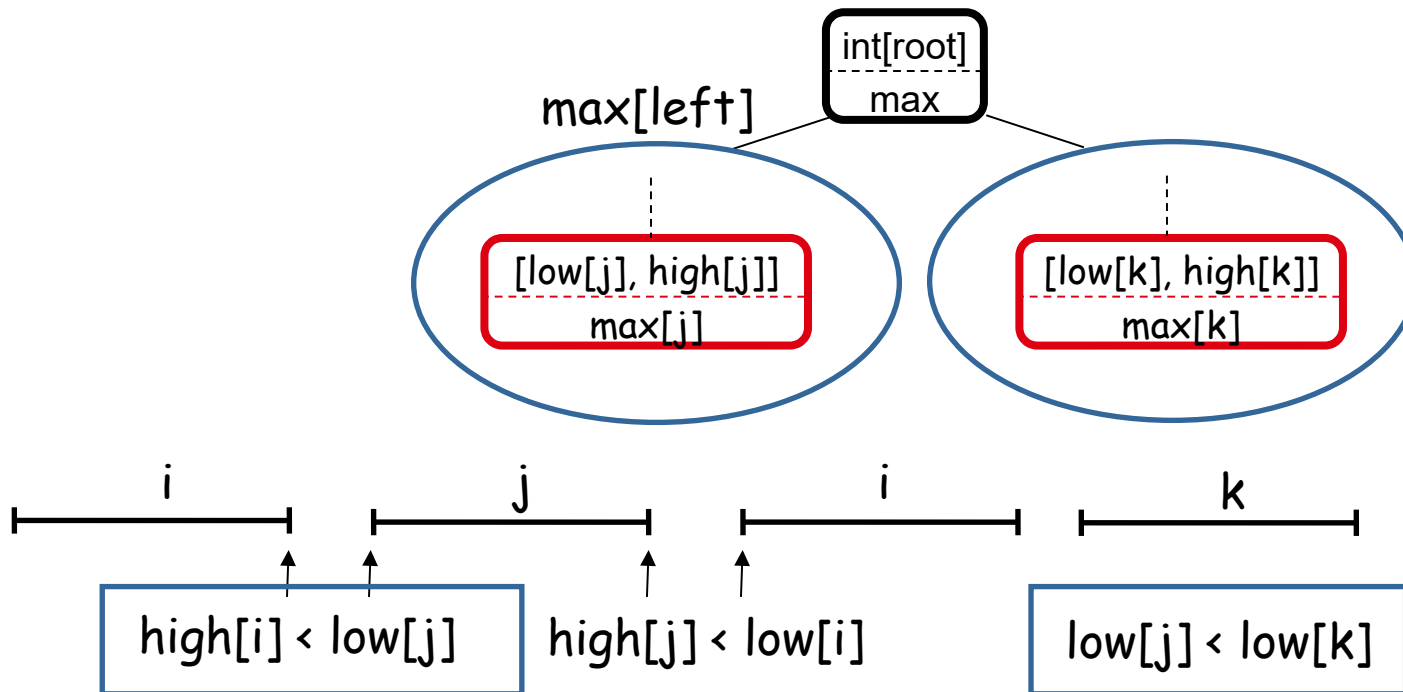 int[root]
max
max[left]
[low[j], high[j]]
max[j]
[low[k], high[k]]
max[k]
i
j
i
k
high[i] < low[j]
high[j] < low[i]
low[j] < low[k]